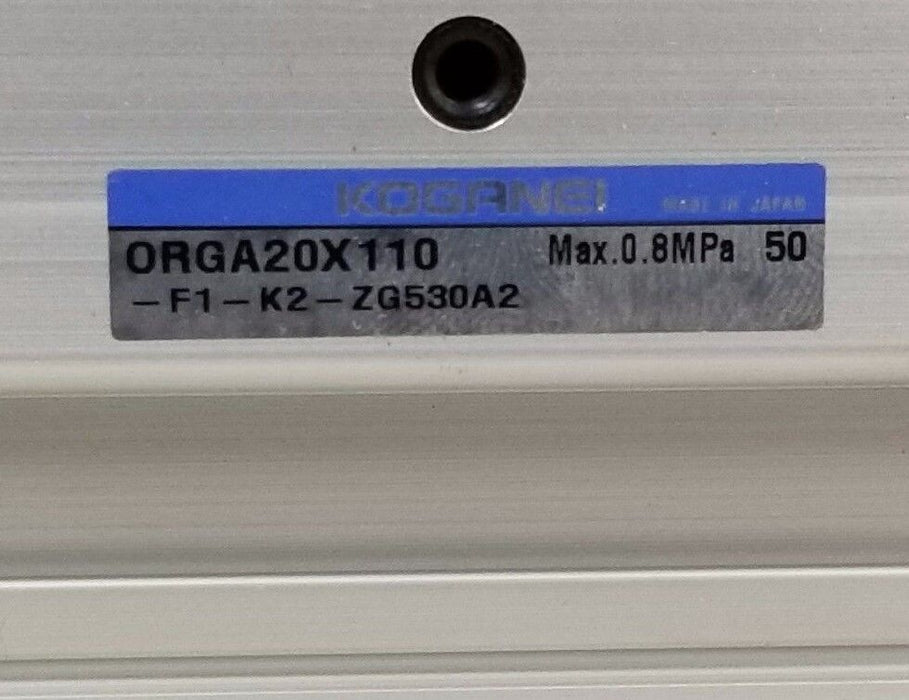 KOGANEI MADE IN JAPAN
ORGA20X110 Max.0.8MPa 50
-F1-K2-ZG530A2